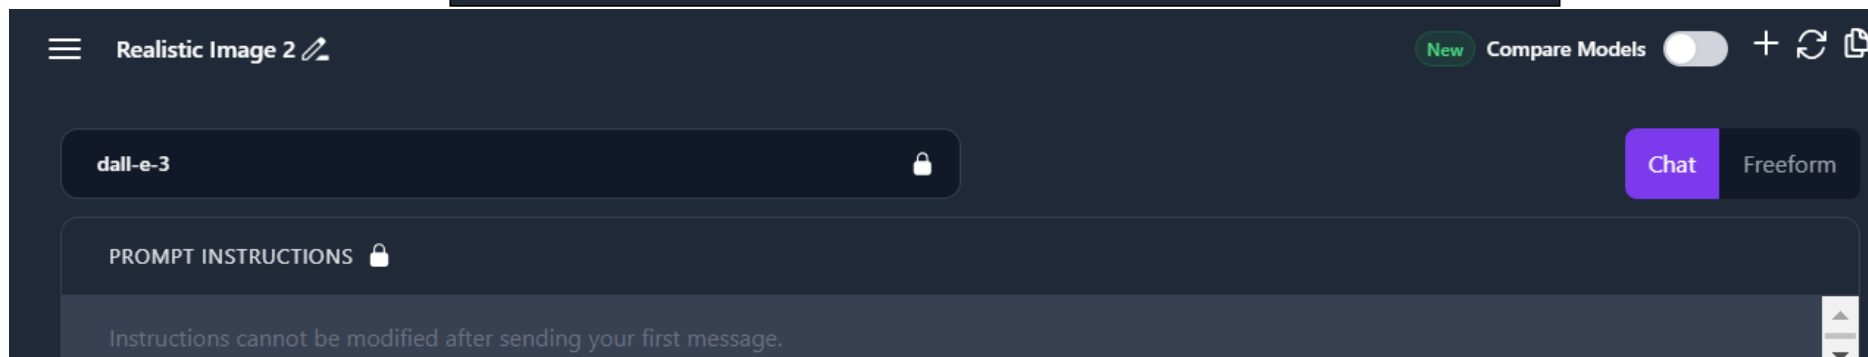 Realistic Image 2 New Compare Models
dall-e-3
Chat Freeform
PROMPT INSTRUCTIONS
Instructions cannot be modified after sending your first message.